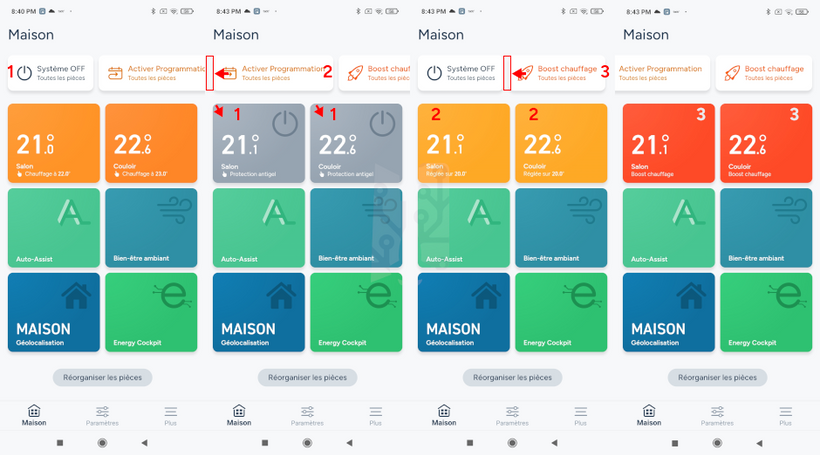 8:40 PM
Maison
1
Système OFF
Toutes les pièces
Activer Programmation
Toutes les pièces
21.°0
Salon
Chauffage à 22.0°
22.°6
Couloir
Chauffage à 23.0°
Auto-Assist
Bien-être ambiant
MAISON
Géolocalisation
Energy Cockpit
Réorganiser les pièces
Maison
Paramètres
Plus
8:43 PM
Maison
Activer Programmation
Toutes les pièces
2
Boost chauf
Toutes les pièces
1
21.°1
Salon
Protection antigel
1
22.°6
Couloir
Protection antigel
Auto-Assist
Bien-être ambiant
MAISON
Géolocalisation
Energy Cockpit
Réorganiser les pièces
Maison
Paramètres
Plus
8:43 PM
Maison
Système OFF
Toutes les pièces
Boost chauffage
Toutes les pièces
3
2
21.°1
Salon
Réglée sur 20.0°
2
22.°6
Couloir
Réglée sur 20.0°
Auto-Assist
Bien-être ambiant
MAISON
Géolocalisation
Energy Cockpit
Réorganiser les pièces
Maison
Paramètres
Plus
8:43 PM
Maison
Activer Programmation
Toutes les pièces
Boost chauffage
Toutes les pièces
3
21.°1
Salon
Boost chauffage
3
22.°6
Couloir
Boost chauffage
Auto-Assist
Bien-être ambiant
MAISON
Géolocalisation
Energy Cockpit
Réorganiser les pièces
Maison
Paramètres
Plus